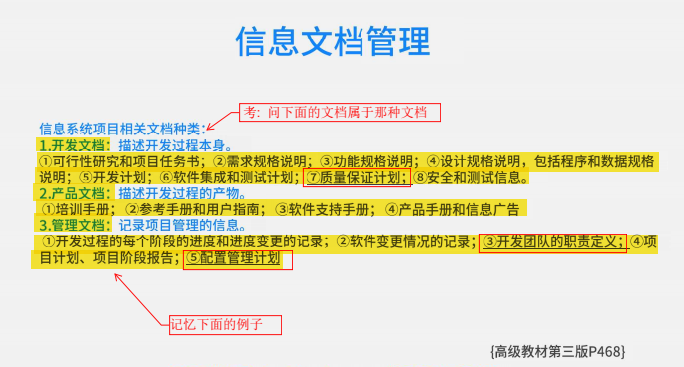 信息文档管理
考: 问下面的文档属于那种文档
信息系统项目相关文档种类：
1.开发文档：描述开发过程本身。
①可行性研究和项目任务书；②需求规格说明；③功能规格说明；④设计规格说明，包括程序和数据规格
说明；⑤开发计划；⑥软件集成和测试计划；⑦质量保证计划；⑧安全和测试信息。
2.产品文档：描述开发过程的产物。
①培训手册；②参考手册和用户指南；③软件支持手册；④产品手册和信息广告
3.管理文档：记录项目管理的信息。
①开发过程的每个阶段的进度和进度变更的记录；②软件变更情况的记录；③开发团队的职责定义；④项
目计划、项目阶段报告；⑤配置管理计划
记忆下面的例子
{高级教材第三版P468}